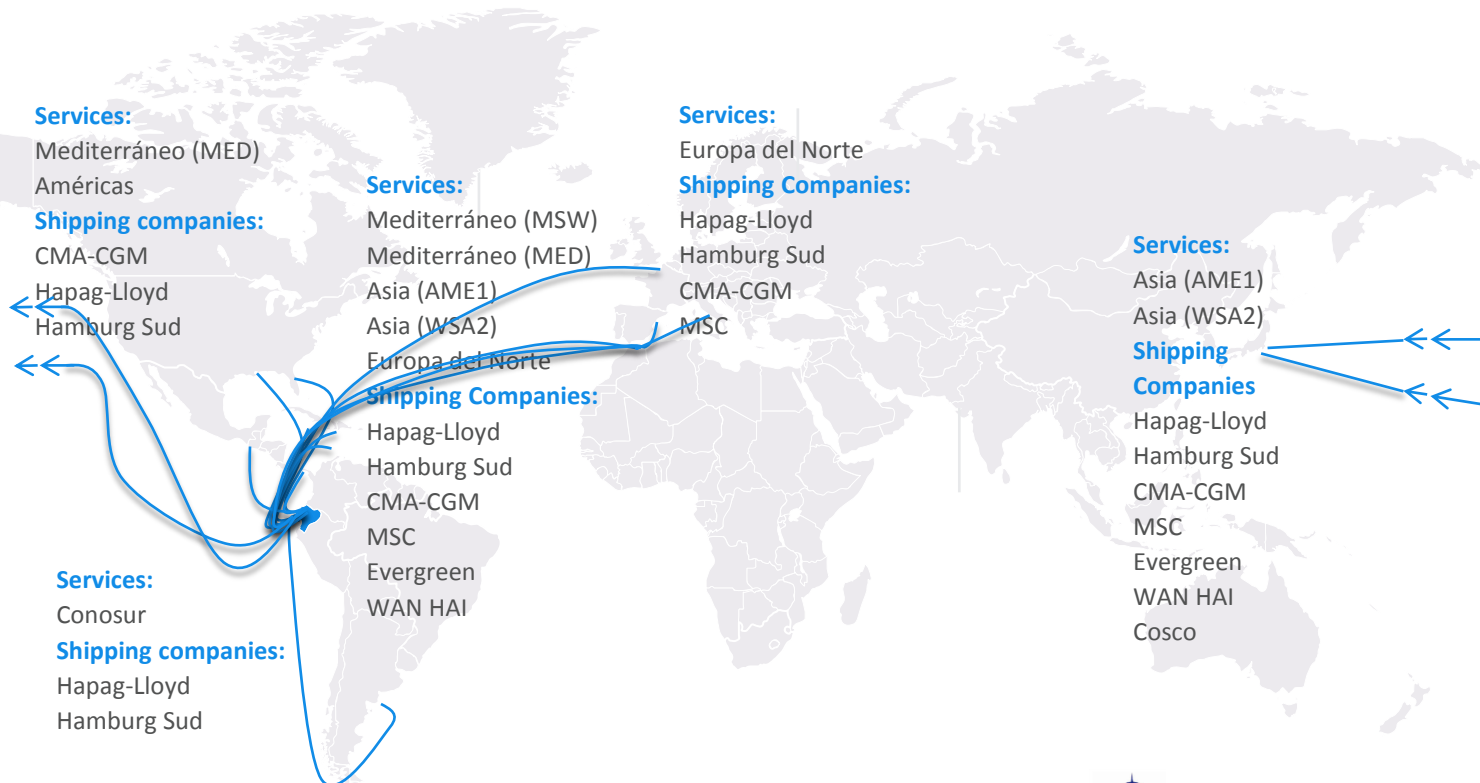 Services:
Mediterráneo (MED)
Américas
Shipping companies:
CMA-CGM
Hapag-Lloyd
Hamburg Sud
Services:
Mediterráneo (MSW)
Mediterráneo (MED)
Asia (AME1)
Asia (WSA2)
Europa del Norte
Shipping Companies:
Hapag-Lloyd
Hamburg Sud
CMA-CGM
MSC
Evergreen
WAN HAI
Services:
Europa del Norte
Shipping Companies:
Hapag-Lloyd
Hamburg Sud
CMA-CGM
MSC
Services:
Asia (AME1)
Asia (WSA2)
Shipping
Companies
Hapag-Lloyd
Hamburg Sud
CMA-CGM
MSC
Evergreen
WAN HAI
Cosco
Services:
Conosur
Shipping companies:
Hapag-Lloyd
Hamburg Sud